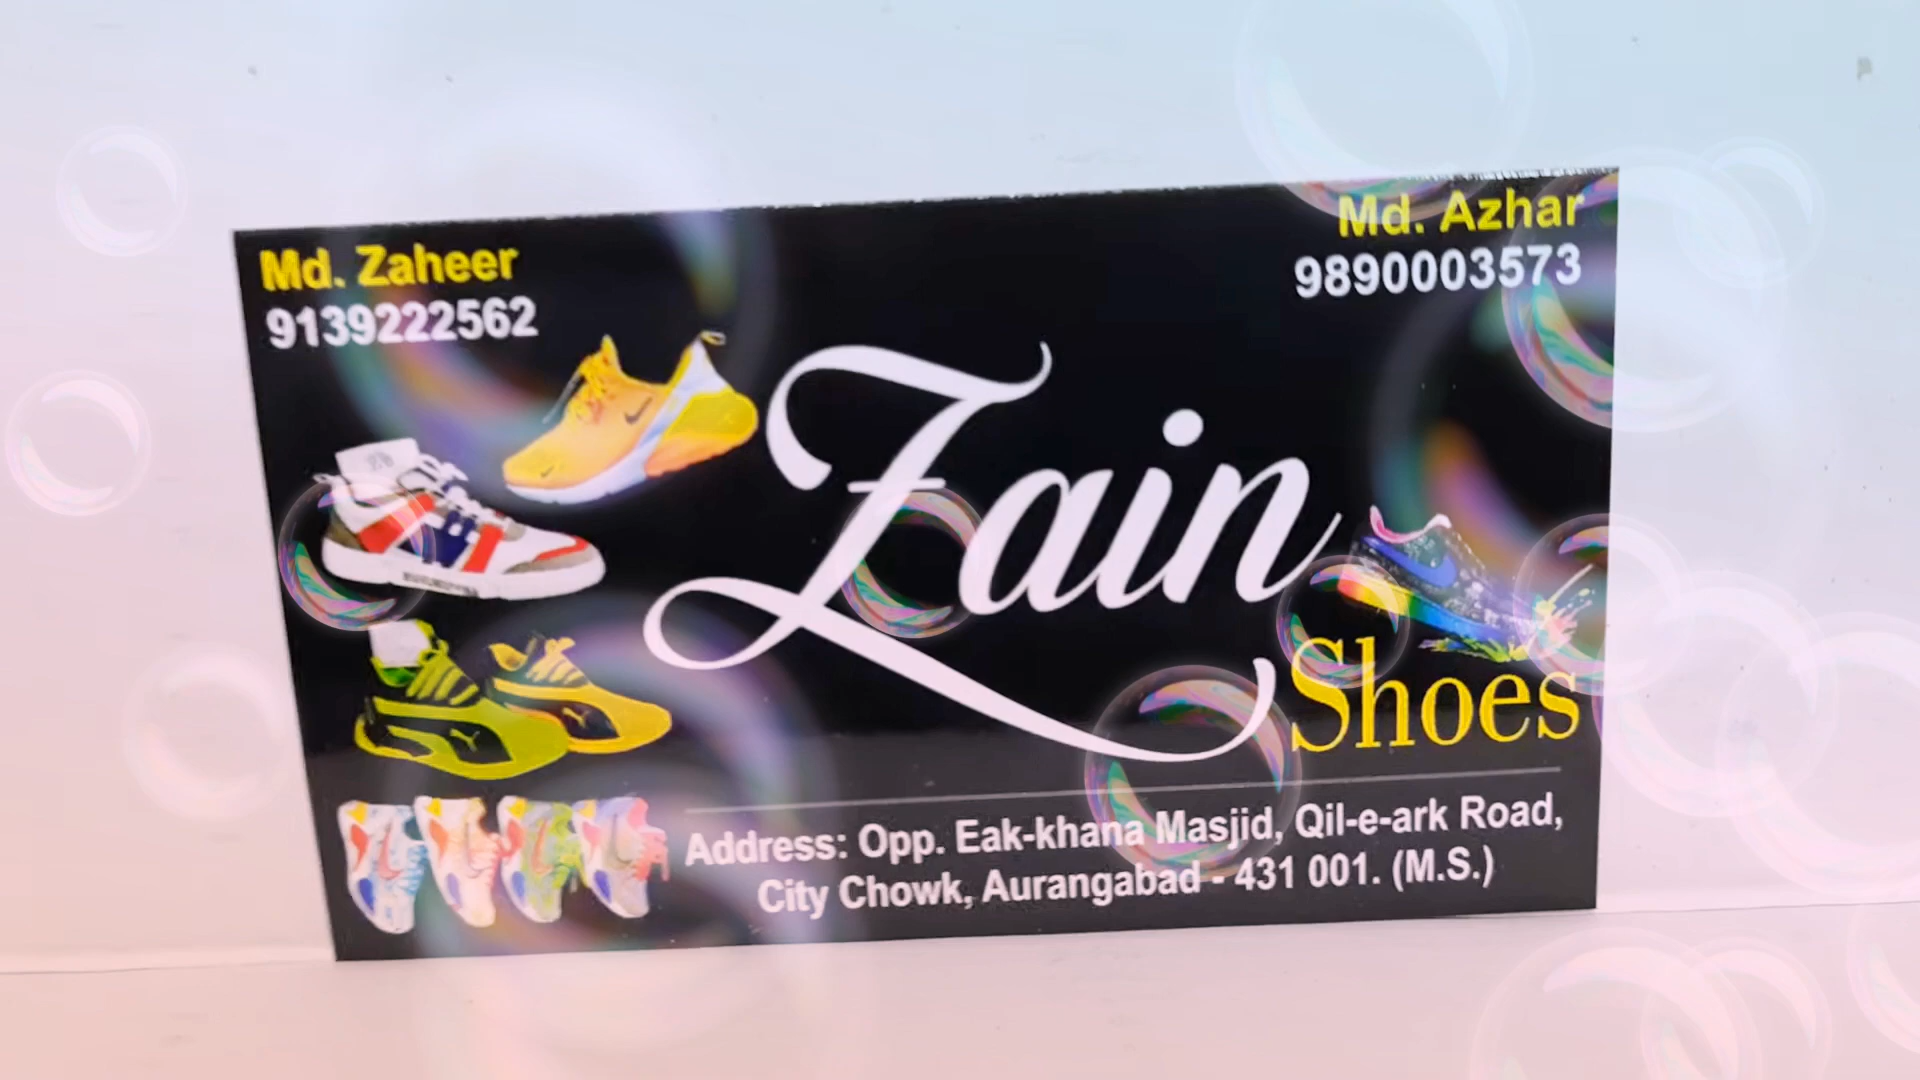 Md. Zaheer
9139222562
Md. Azhar
9890003573
Zain
Shoes
Address: Opp. Eak-khana Masjid, Qil-e-ark Road,
City Chowk, Aurangabad - 431 001. (M.S.)